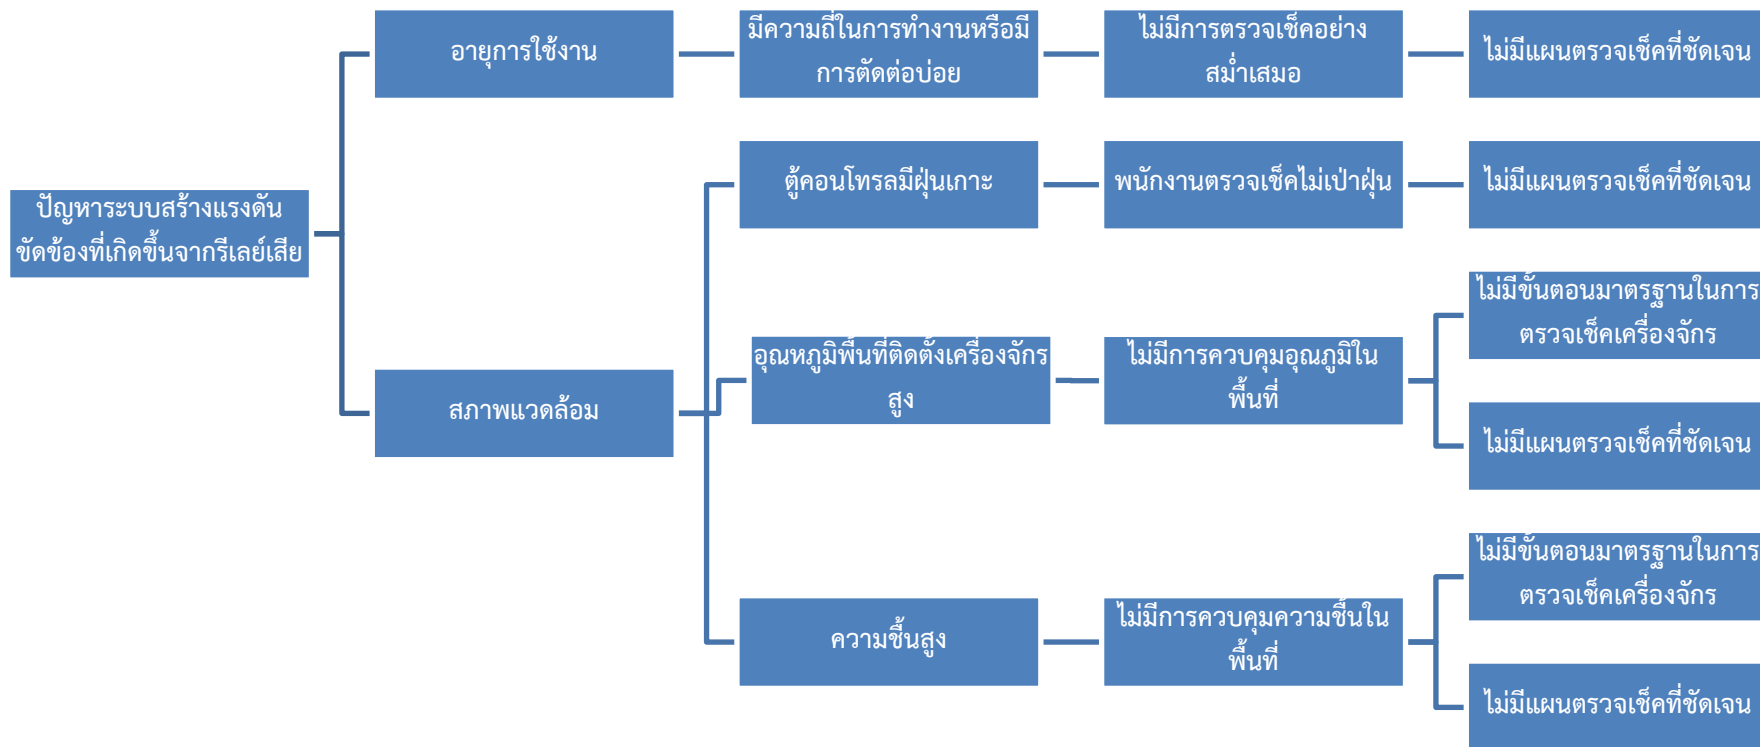 อายุการใช้งาน
มีความถี่ในการทำงานหรือมี
การตัดต่อบ่อย
ไม่มีการตรวจเช็คอย่าง
สม่ำเสมอ
ไม่มีแผนตรวจเช็คที่ชัดเจน
ปัญหาระบบสร้างแรงดัน
ขัดข้องที่เกิดขึ้นจากรีเลย์เสีย
ตู้คอนโทรลมีฝุ่นเกาะ
พนักงานตรวจเช็คไม่เป่าฝุ่น
ไม่มีแผนตรวจเช็คที่ชัดเจน
สภาพแวดล้อม
อุณหภูมิพื้นที่ติดตั้งเครื่องจักร
สูง
ไม่มีการควบคุมอุณภูมิใน
พื้นที่
ไม่มีขั้นตอนมาตรฐานในการ
ตรวจเช็คเครื่องจักร
ไม่มีแผนตรวจเช็คที่ชัดเจน
ความชื้นสูง
ไม่มีการควบคุมความชื้นใน
พื้นที่
ไม่มีขั้นตอนมาตรฐานในการ
ตรวจเช็คเครื่องจักร
ไม่มีแผนตรวจเช็คที่ชัดเจน